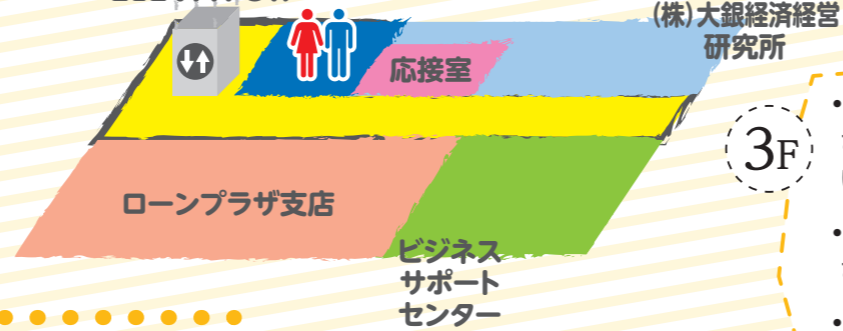 (株)大銀経済経営
研究所
応接室
3F
ローンプラザ支店
ビジネス
サポート
センター